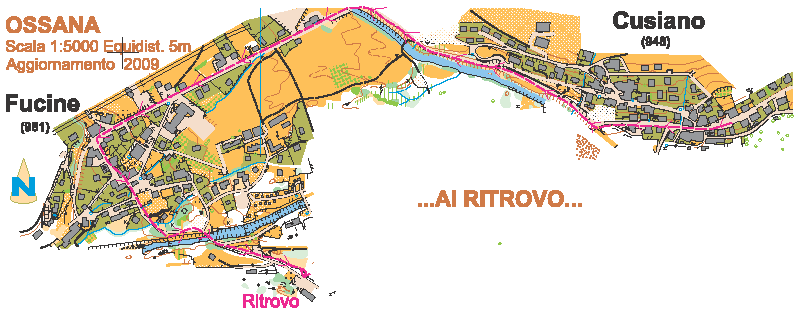 OSSANA
Scala 1:5000 Equidist. 5m
Aggiornamento 2009
Fucine
(981)
Cusiano
(948)
N
...AI RITROVO...
Ritrovo